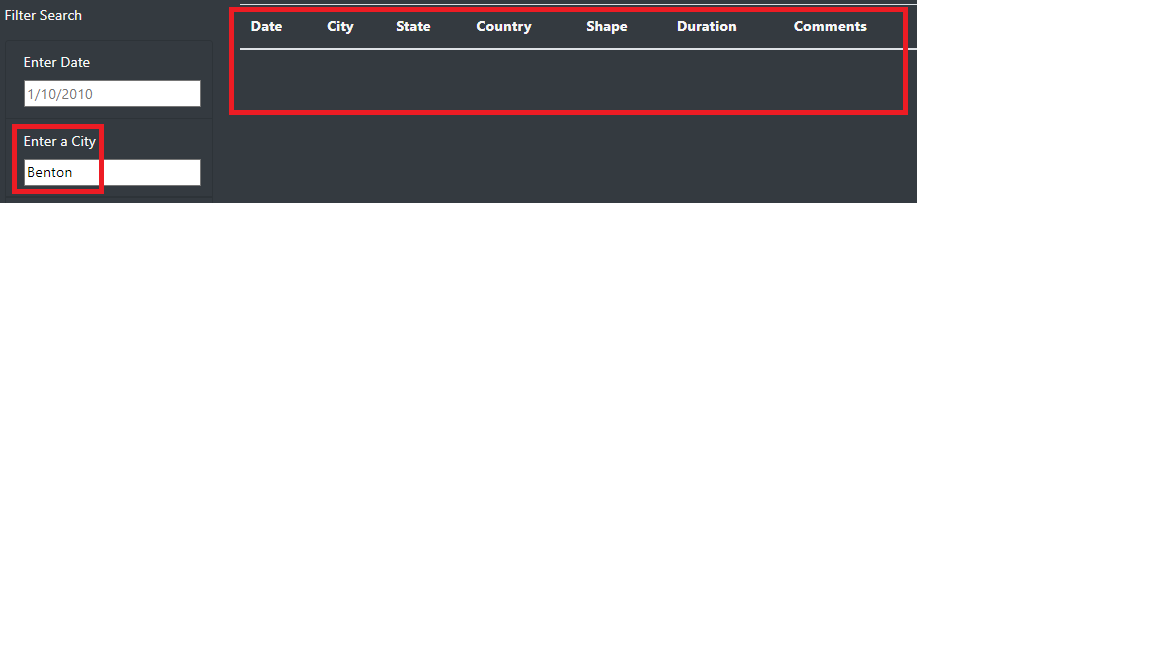 Filter Search
Date City State Country Shape Duration Comments
Enter Date
1/10/2010
Enter a City
Benton